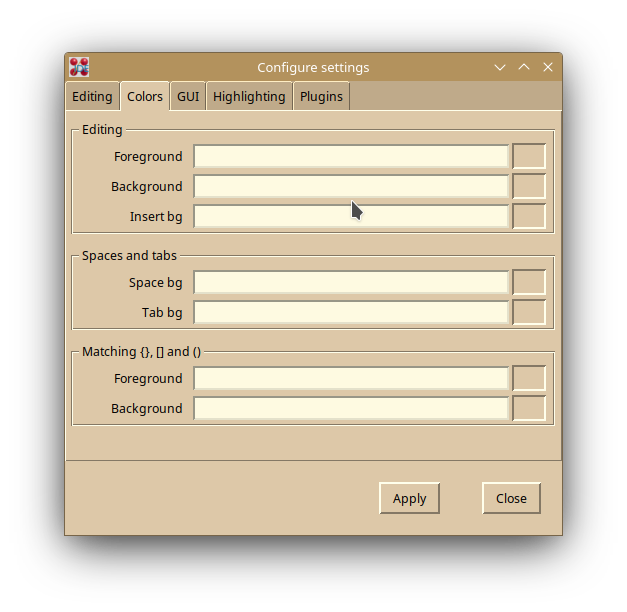 Configure settings
Editing Colors GUI Highlighting Plugins
Editing
Foreground
Background
Insert bg
Spaces and tabs
Space bg
Tab bg
Matching {}, [] and ()
Foreground
Background
Apply Close